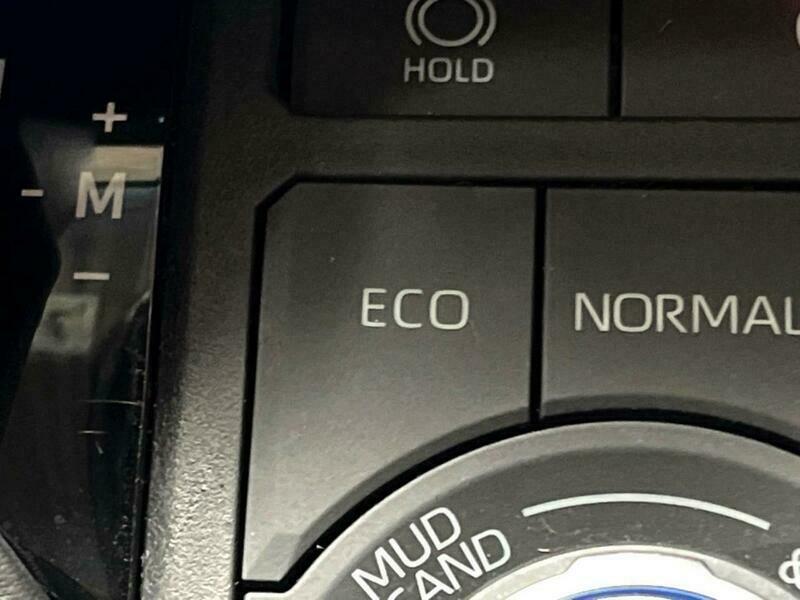 HOLD
+
- M
-
ECO
NORMAL
MUD
SAND